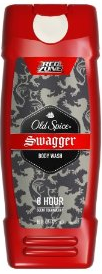 RED
ZONE
Old Spice
Swagger
BODY WASH
8 HOUR